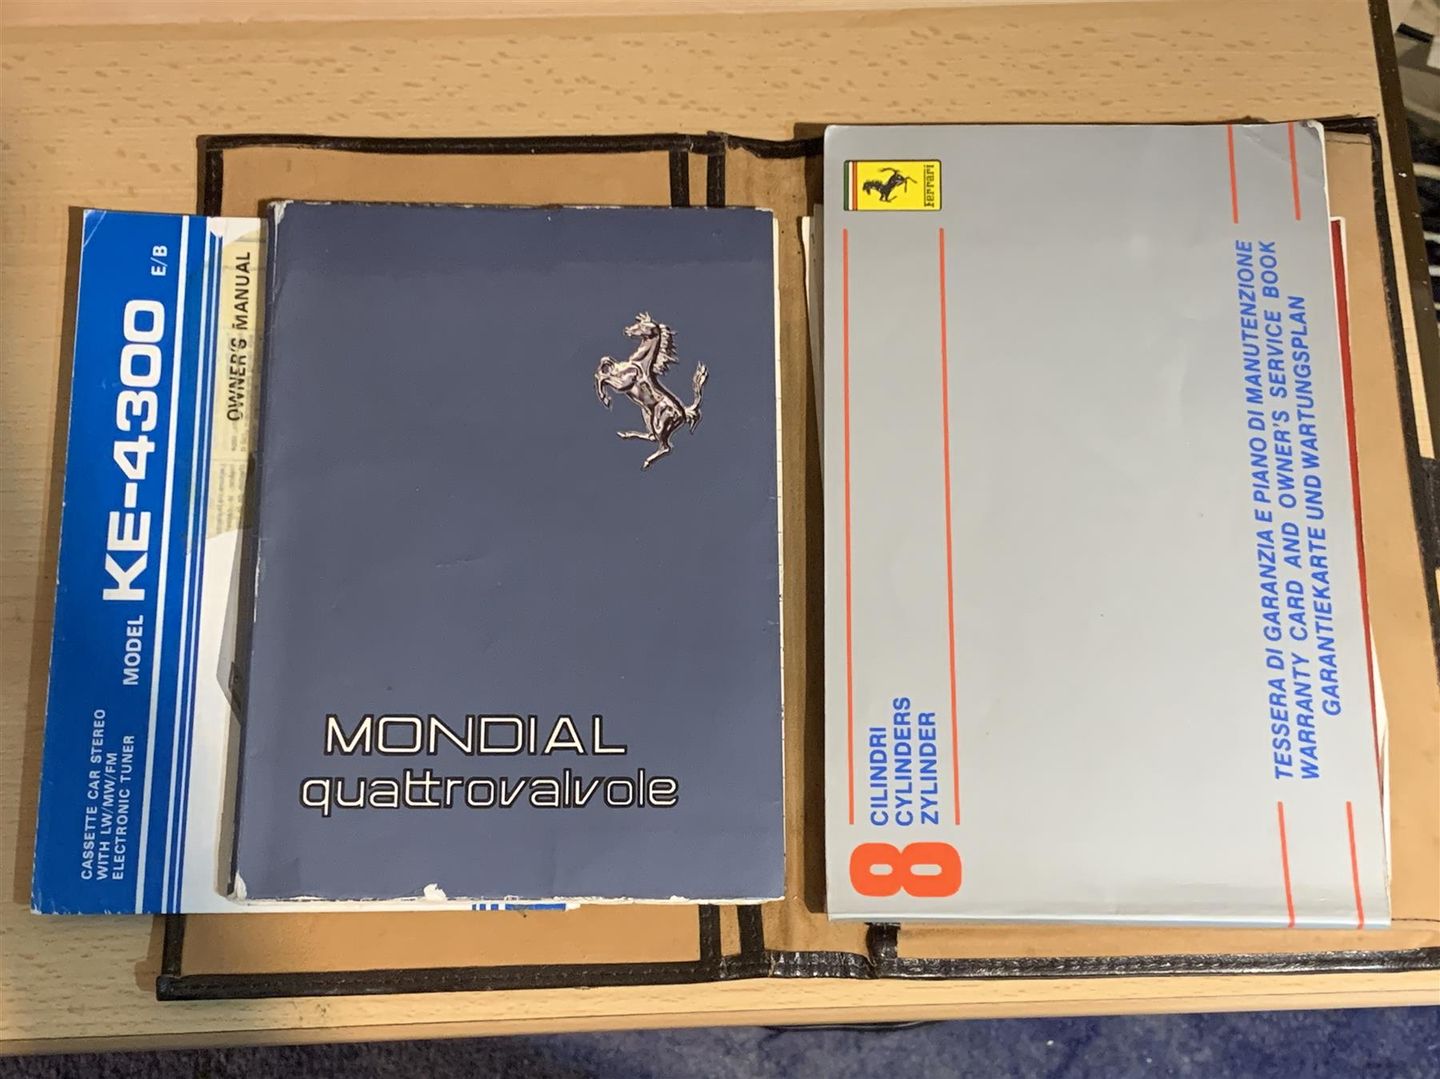 CASSETTE CAR STEREO
WITH LW/MW/FM
ELECTRONIC TUNER
MODEL KE-4300 E/B
OWNER'S MANUAL
MONDIAL
quattrovalvole
Ferrari
8 CILINDRI
CYLINDERS
ZYLINDER
TESSERA DI GARANZIA E PIANO DI MANUTENZIONE
WARRANTY CARD AND OWNER'S SERVICE BOOK
GARANTIEKARTE UND WARTUNGSPLAN